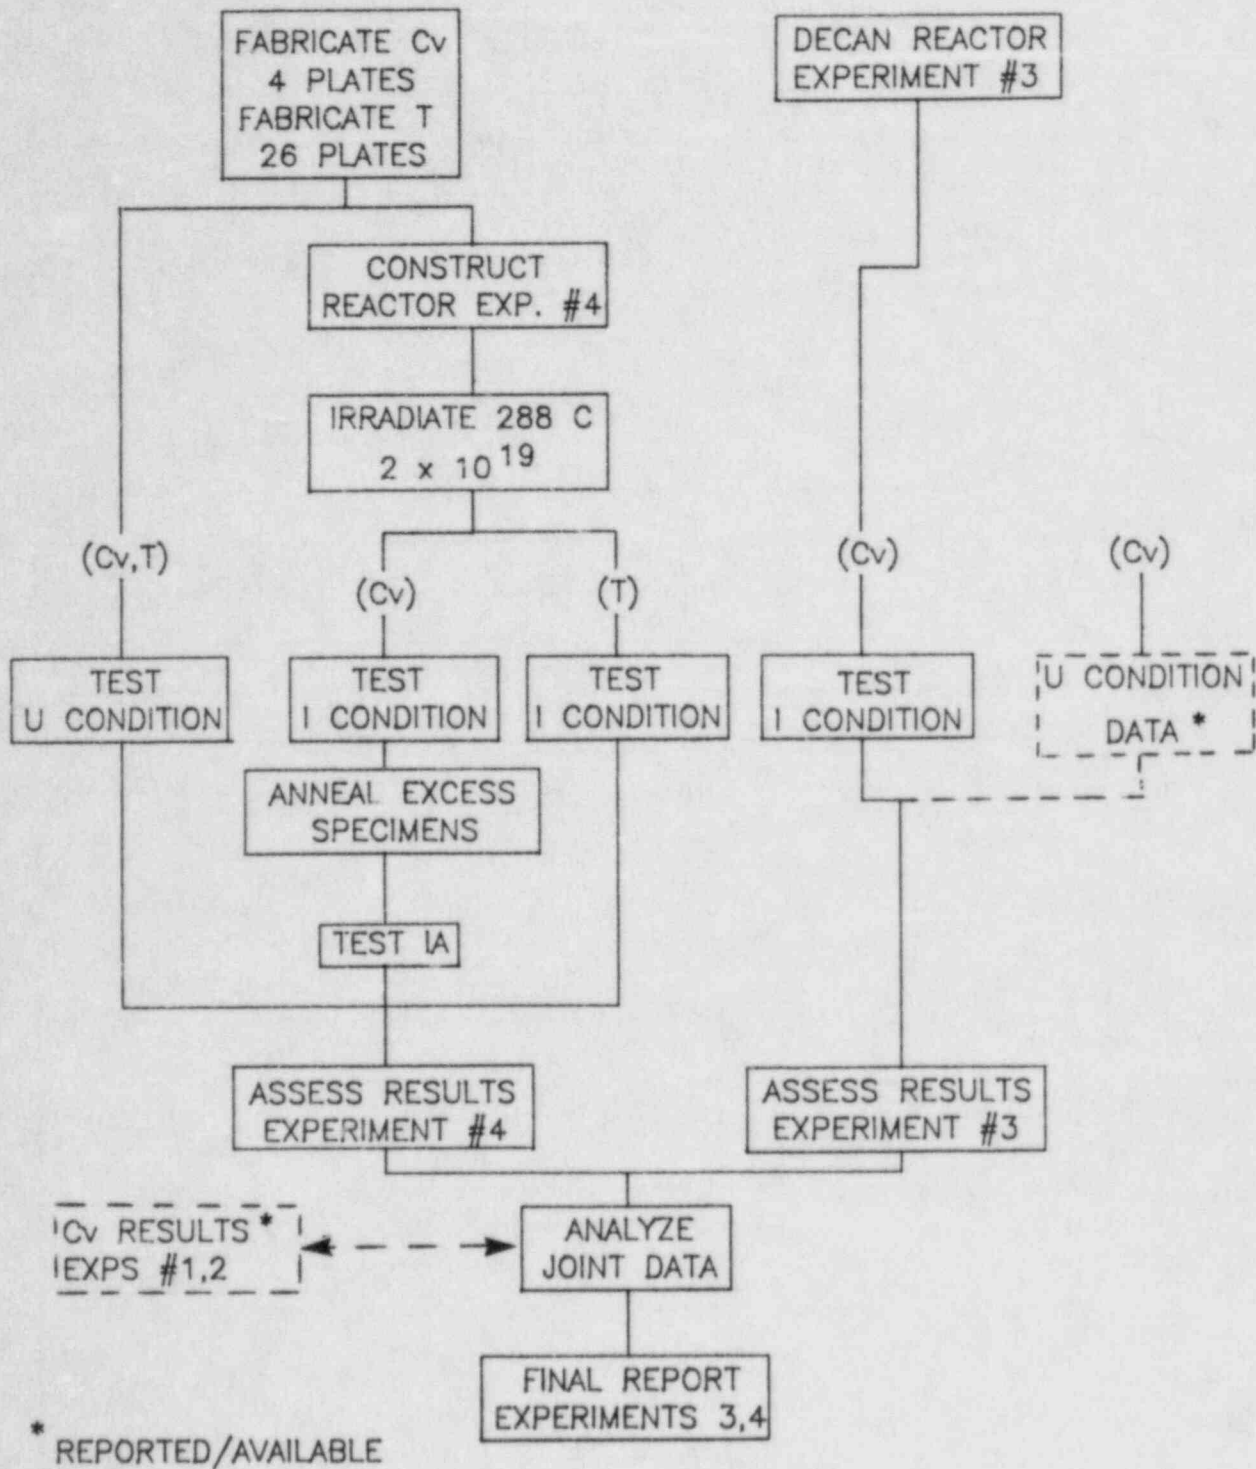 FABRICATE Cv
4 PLATES
FABRICATE T
26 PLATES
DECAN REACTOR
EXPERIMENT #3
CONSTRUCT
REACTOR EXP. #4
IRRADIATE 288 C
2 x 10^19
(Cv,T)
(Cv)
(T)
(Cv)
(Cv)
TEST
U CONDITION
TEST
I CONDITION
TEST
I CONDITION
TEST
I CONDITION
U CONDITION
DATA *
ANNEAL EXCESS
SPECIMENS
TEST IA
ASSESS RESULTS
EXPERIMENT #4
ASSESS RESULTS
EXPERIMENT #3
Cv RESULTS *
EXPS #1,2
ANALYZE
JOINT DATA
FINAL REPORT
EXPERIMENTS 3,4
* REPORTED/AVAILABLE